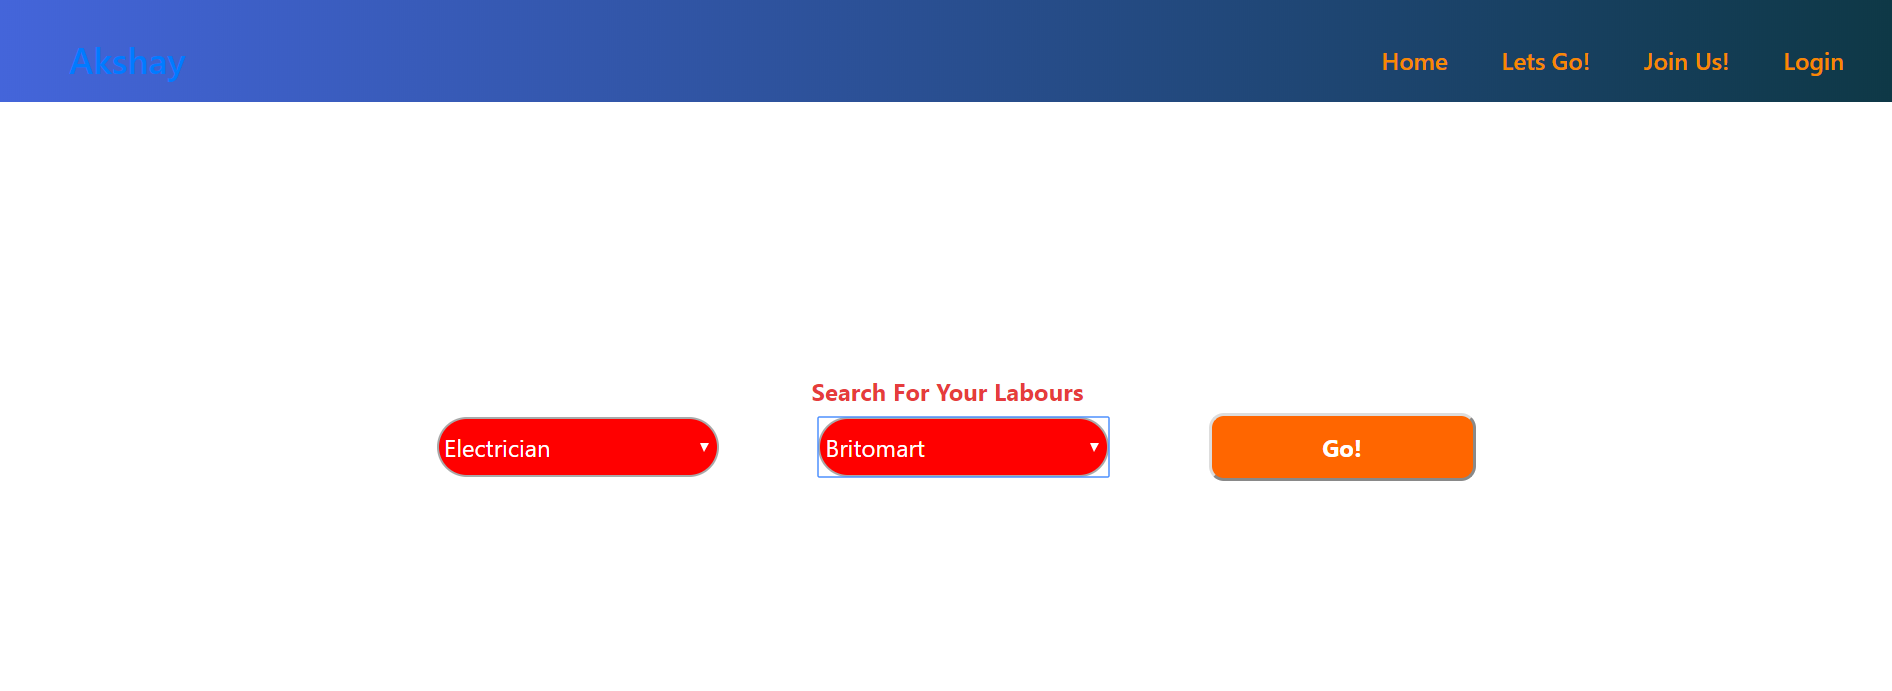 Akshay
Home Lets Go! Join Us! Login
Search For Your Labours
Electrician Britomart Go!